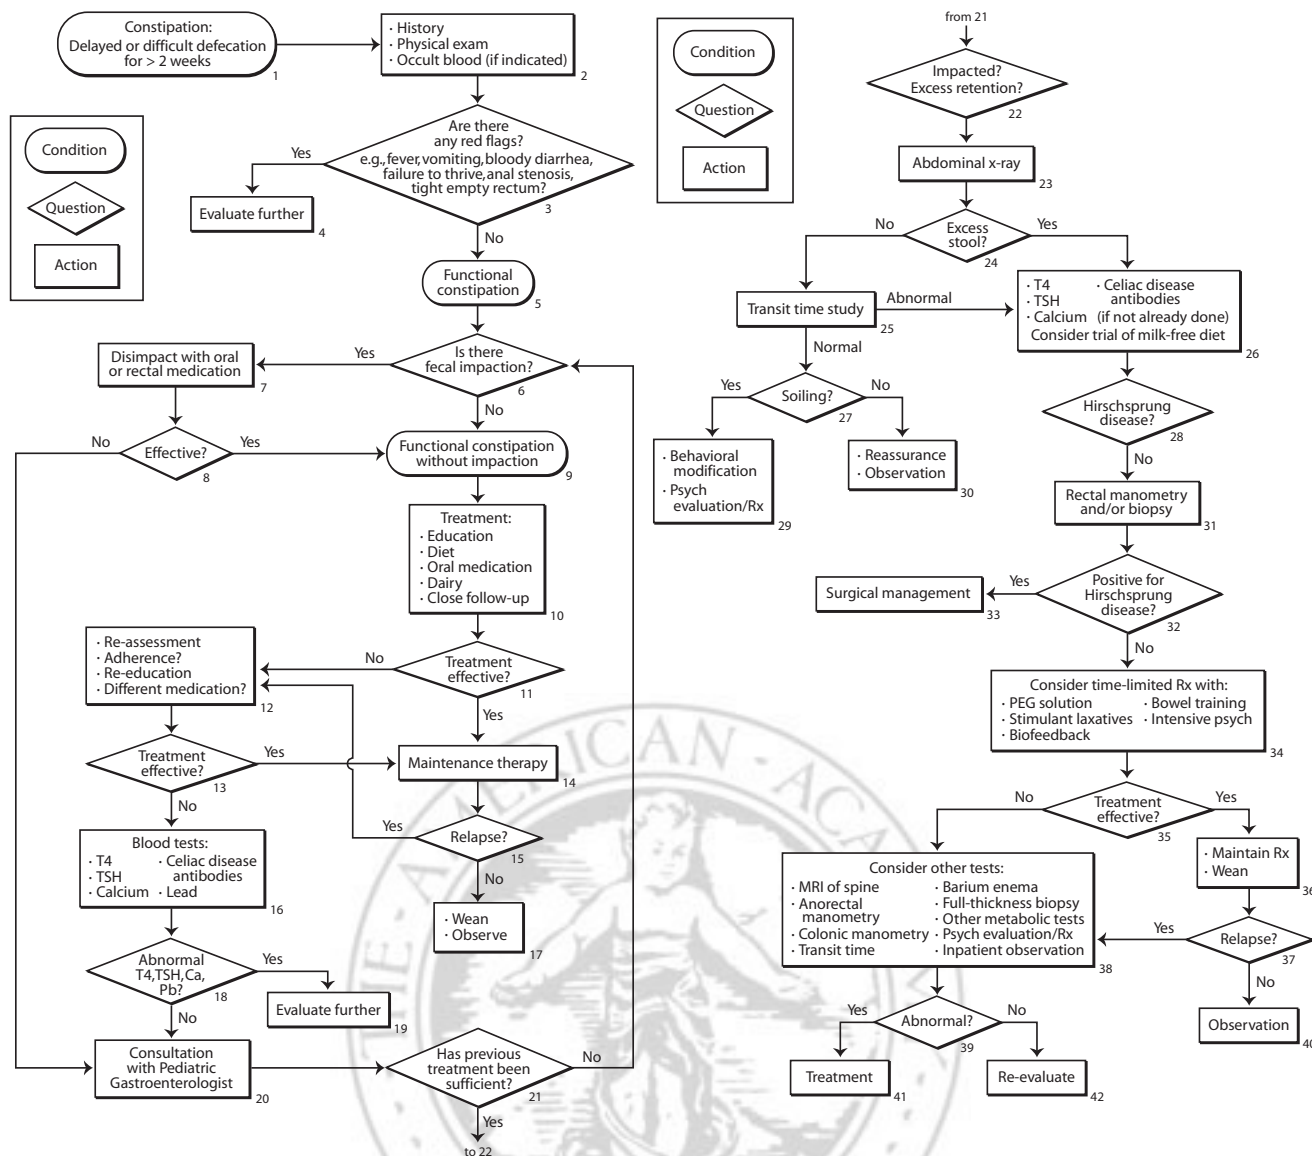 Constipation:
Delayed or difficult defecation
for > 2 weeks
1
· History
· Physical exam
· Occult blood (if indicated)
2
Condition
Question
Action
Are there
any red flags?
e.g., fever, vomiting, bloody diarrhea,
failure to thrive, anal stenosis,
tight empty rectum?
3
Yes
Evaluate further
4
No
Functional
constipation
5
Is there
fecal impaction?
6
Yes
Disimpact with oral
or rectal medication
7
No
Effective?
8
No
Yes
Functional constipation
without impaction
9
Treatment:
· Education
· Diet
· Oral medication
· Dairy
· Close follow-up
10
Treatment
effective?
11
No
Yes
· Re-assessment
· Adherence?
· Re-education
· Different medication?
12
Treatment
effective?
13
Yes
No
Maintenance therapy
14
Relapse?
15
Yes
No
Blood tests:
· T4
· TSH
· Calcium
· Celiac disease
antibodies
· Lead
16
· Wean
· Observe
17
Abnormal
T4, TSH, Ca,
Pb?
18
Yes
No
Evaluate further
19
Consultation
with Pediatric
Gastroenterologist
20
Has previous
treatment been
sufficient?
21
No
Yes
to 22
Condition
Question
Action
from 21
Impacted?
Excess retention?
22
Abdominal x-ray
23
Excess
stool?
24
No
Yes
Transit time study
25
Abnormal
Normal
· T4
· TSH
· Calcium
· Celiac disease
antibodies
(if not already done)
Consider trial of milk-free diet
26
Soiling?
27
Yes
No
Hirschsprung
disease?
28
No
· Behavioral
modification
· Psych
evaluation/Rx
29
· Reassurance
· Observation
30
Rectal manometry
and/or biopsy
31
Positive for
Hirschsprung
disease?
32
Yes
Surgical management
33
No
Consider time-limited Rx with:
· PEG solution
· Stimulant laxatives
· Biofeedback
· Bowel training
· Intensive psych
34
Treatment
effective?
35
No
Yes
· Maintain Rx
· Wean
36
Relapse?
37
Yes
No
Consider other tests:
· MRI of spine
· Anorectal
manometry
· Colonic manometry
· Transit time
· Barium enema
· Full-thickness biopsy
· Other metabolic tests
· Psych evaluation/Rx
· Inpatient observation
38
Abnormal?
39
Yes
No
Observation
40
Treatment
41
Re-evaluate
42
THE · AMERICAN · ACA